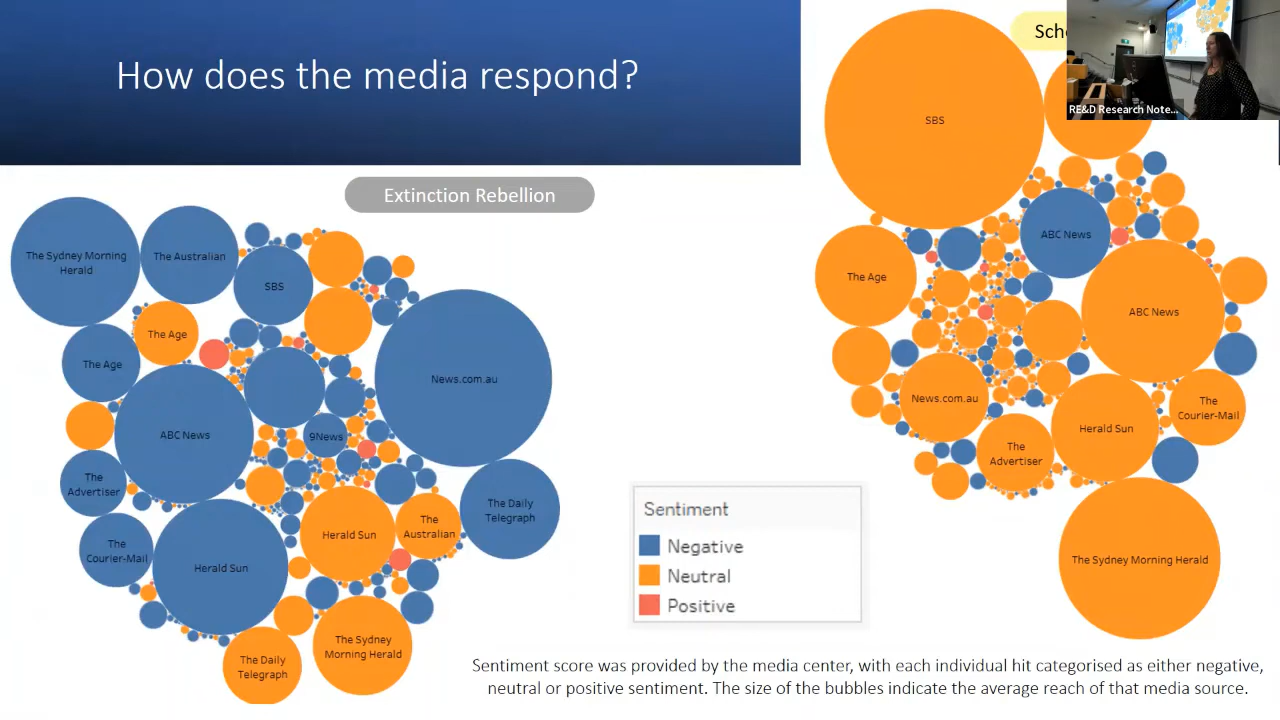 How does the media respond?
Extinction Rebellion
The Sydney Morning
Herald
The Australian
SBS
The Age
The Age
News.com.au
ABC News
9News
The
Advertiser
The Daily
Telegraph
Herald Sun
The
Australian
The
Courier-Mail
Herald Sun
The Sydney
Morning Herald
The Daily
Telegraph
RE&D Research Note...
SBS
ABC News
The Age
ABC News
News.com.au
The
Courier-Mail
Herald Sun
The
Advertiser
The Sydney Morning Herald
Sentiment
Negative
Neutral
Positive
Sentiment score was provided by the media center, with each individual hit categorised as either negative,
neutral or positive sentiment. The size of the bubbles indicate the average reach of that media source.